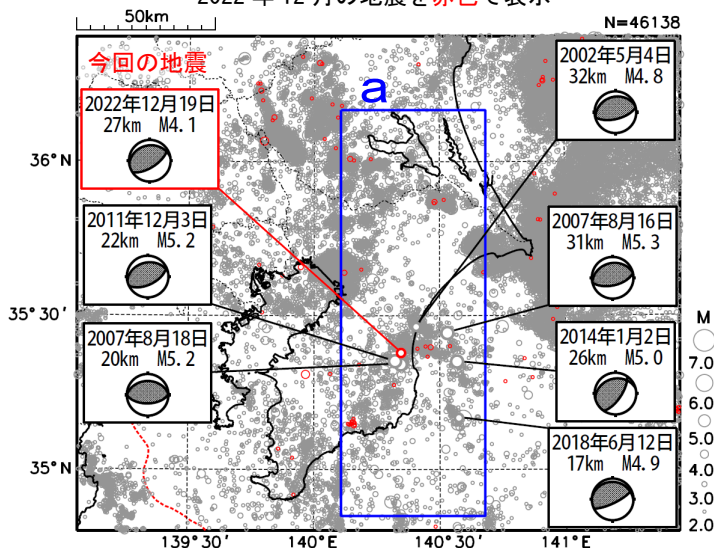 2022 年 12 月の地震を赤色で表示
50km
N=46138
今回の地震
a
2002年5月4日
32km M4.8
2022年12月19日
27km M4.1
36°N
2011年12月3日
22km M5.2
2007年8月16日
31km M5.3
35°30'
M
2007年8月18日
20km M5.2
2014年1月2日
26km M5.0
7.0
6.0
5.0
2018年6月12日
17km M4.9
35°N
4.0
3.0
2.0
139°30'
140°E
140°30'
141°E